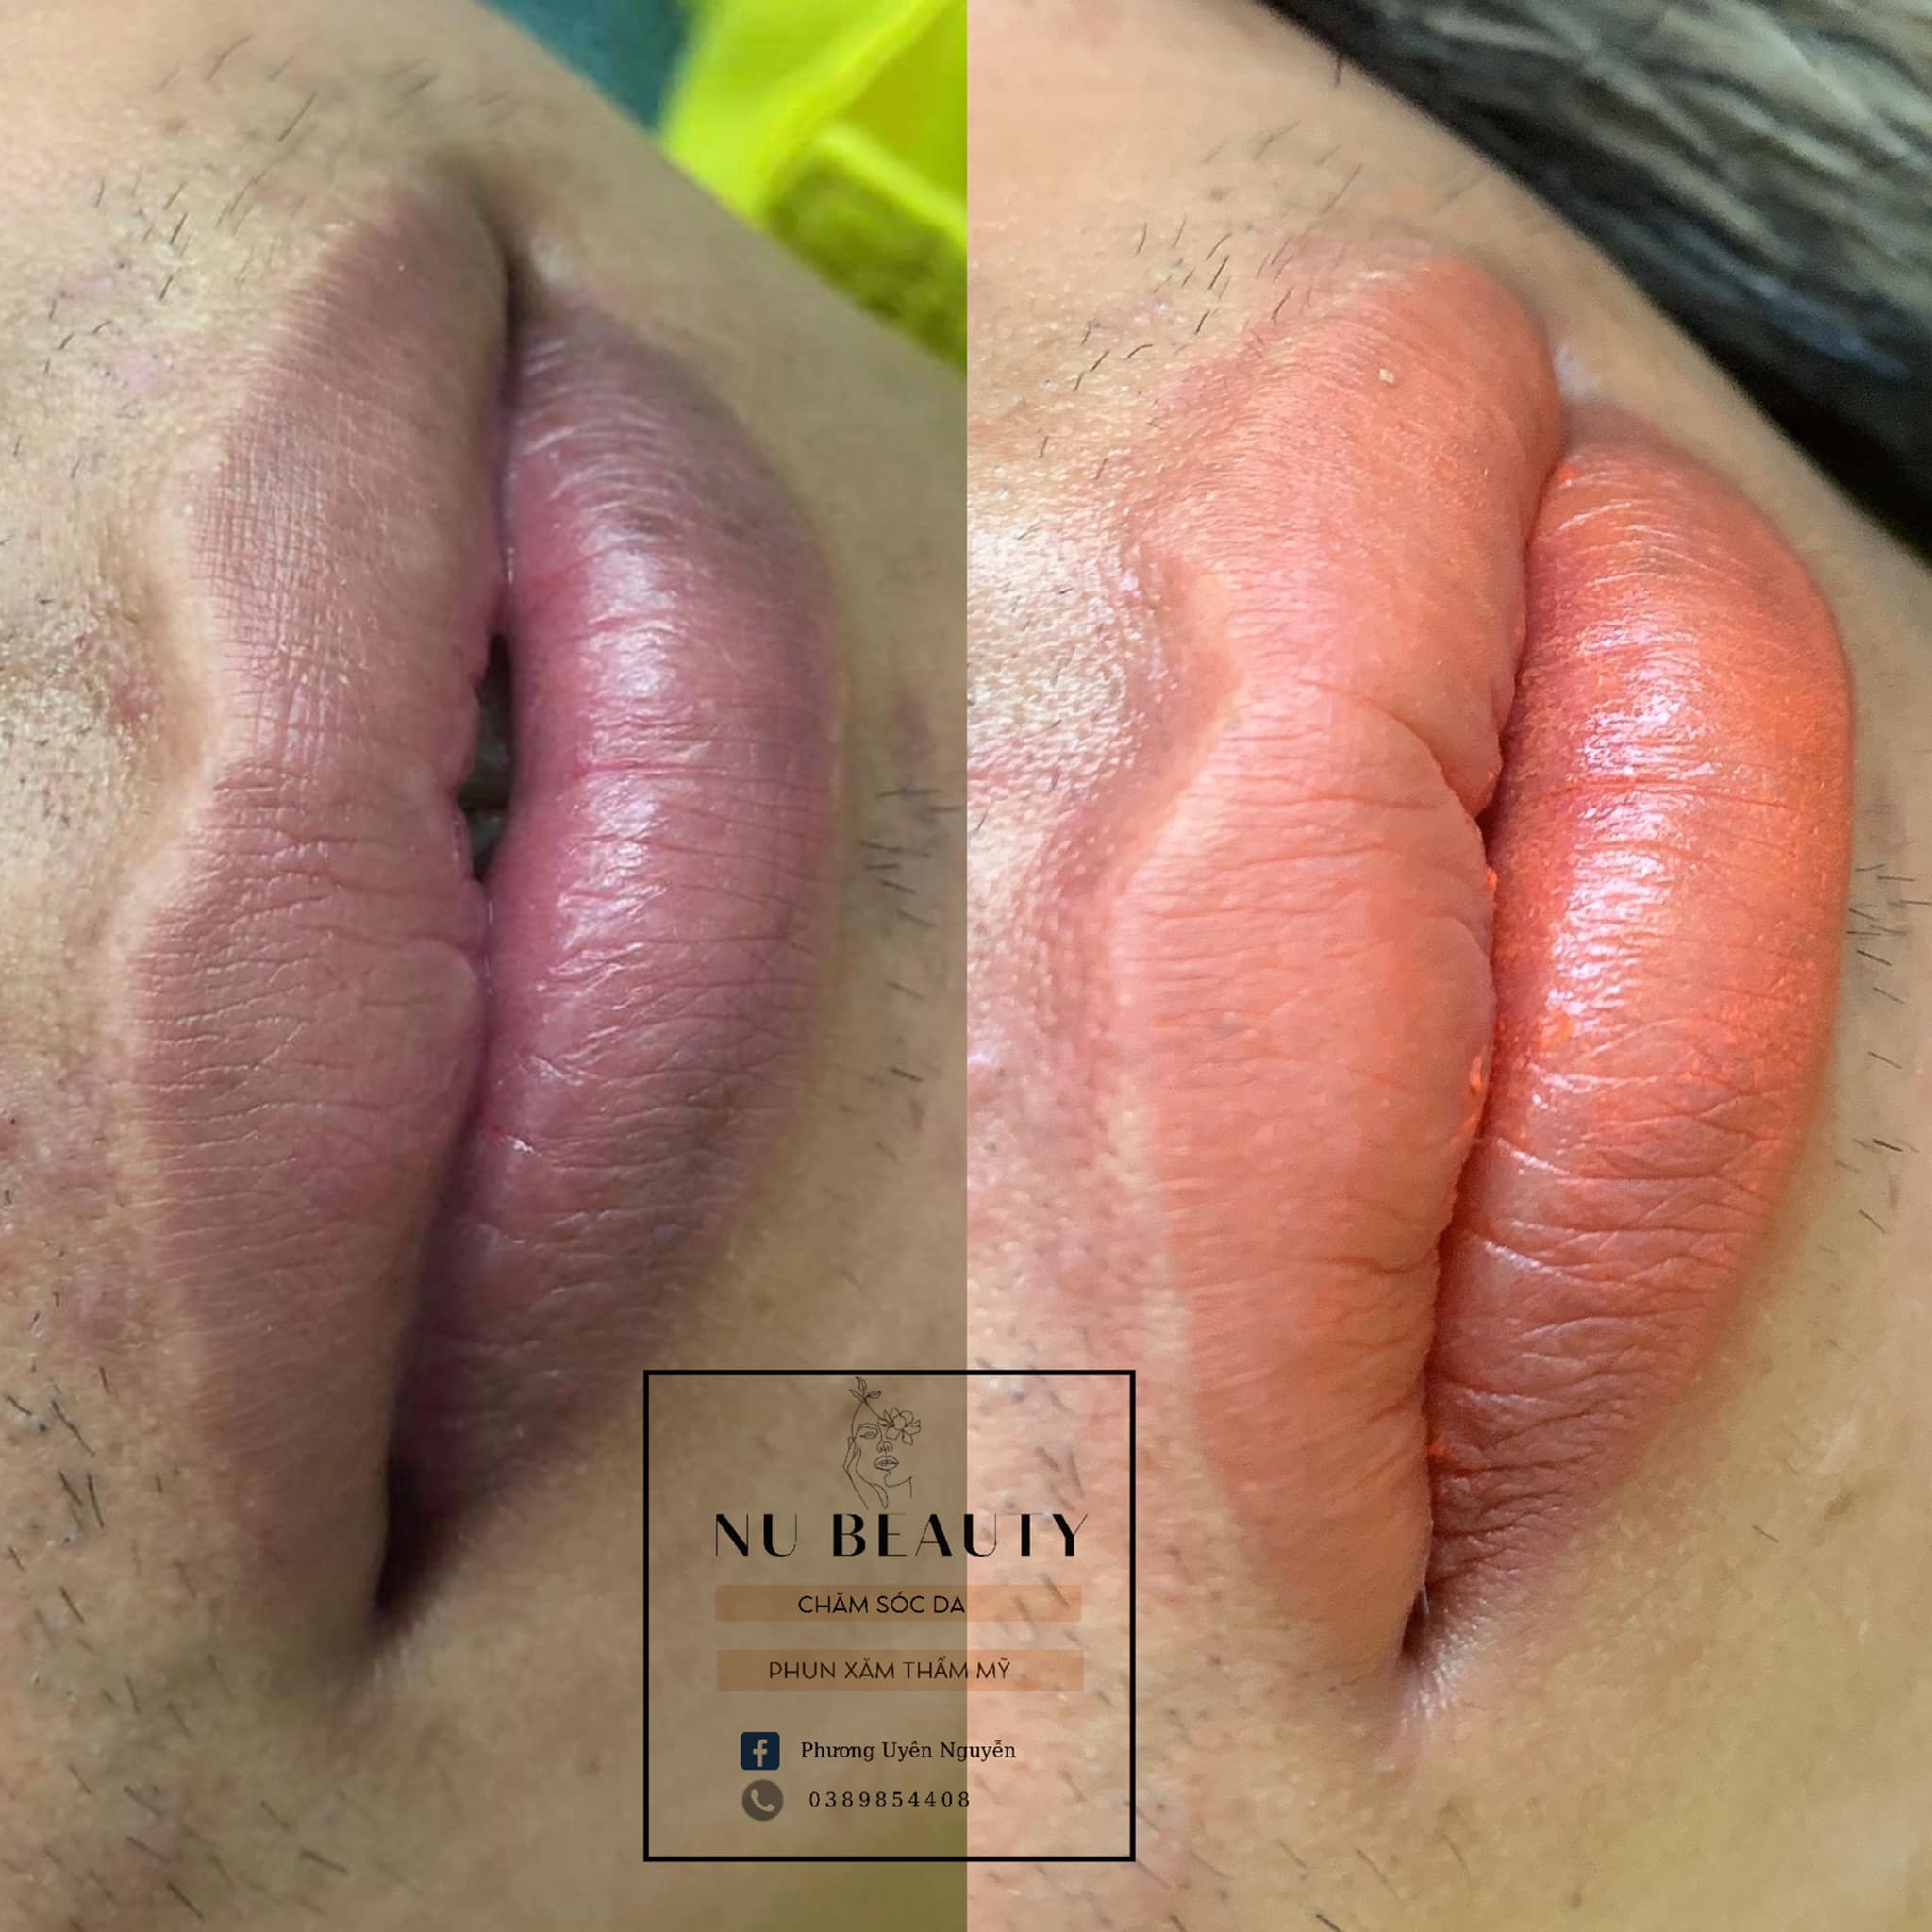 NU BEAUTY
CHĂM SÓC DA
PHUN XĂM THẨM MỸ
Phương Uyên Nguyễn
0389854408